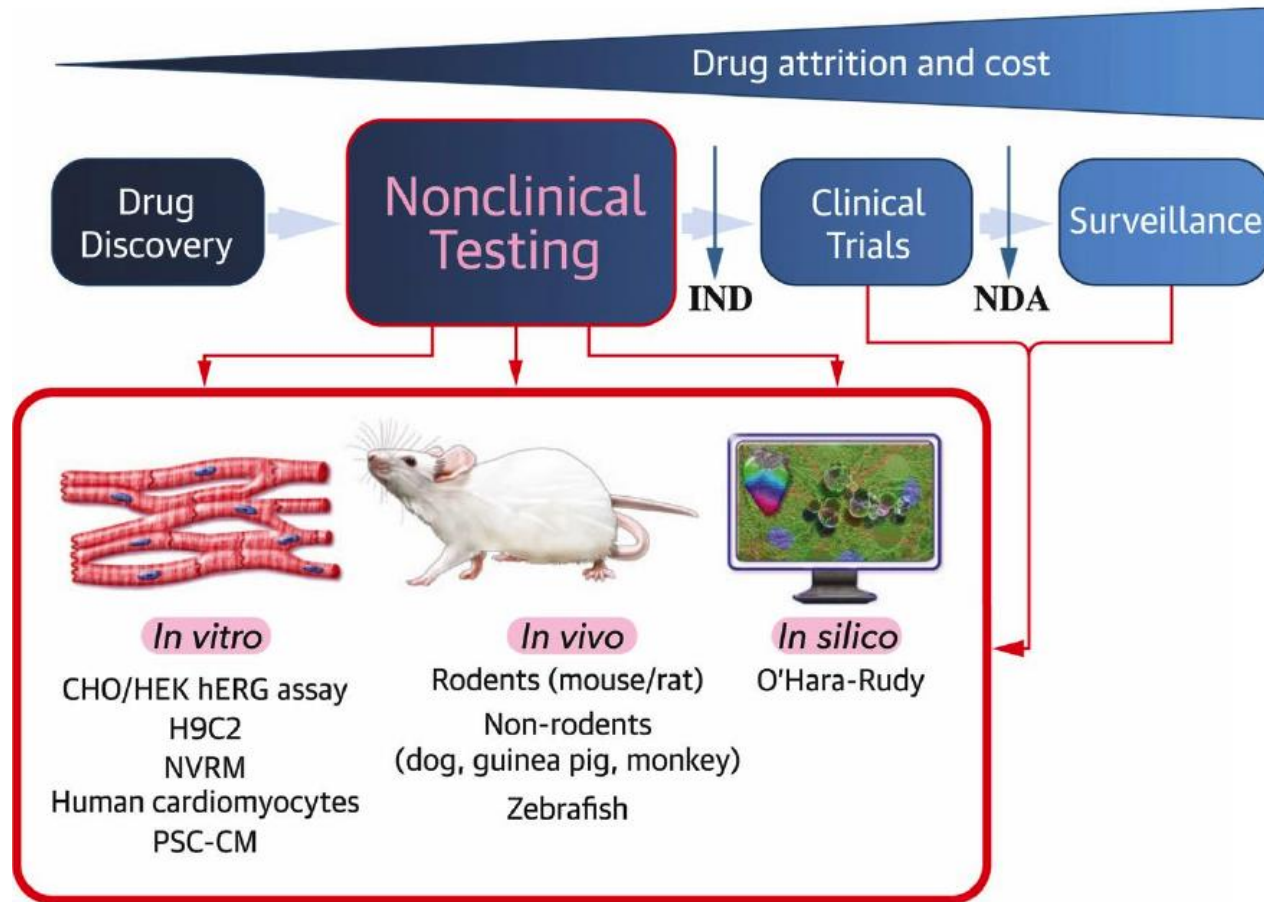 Drug attrition and cost
Drug
Discovery
Nonclinical
Testing
IND
Clinical
Trials
NDA
Surveillance
In vitro
CHO/HEK hERG assay
H9C2
NVRM
Human cardiomyocytes
PSC-CM
In vivo
Rodents (mouse/rat)
Non-rodents
(dog, guinea pig, monkey)
Zebrafish
In silico
O'Hara-Rudy